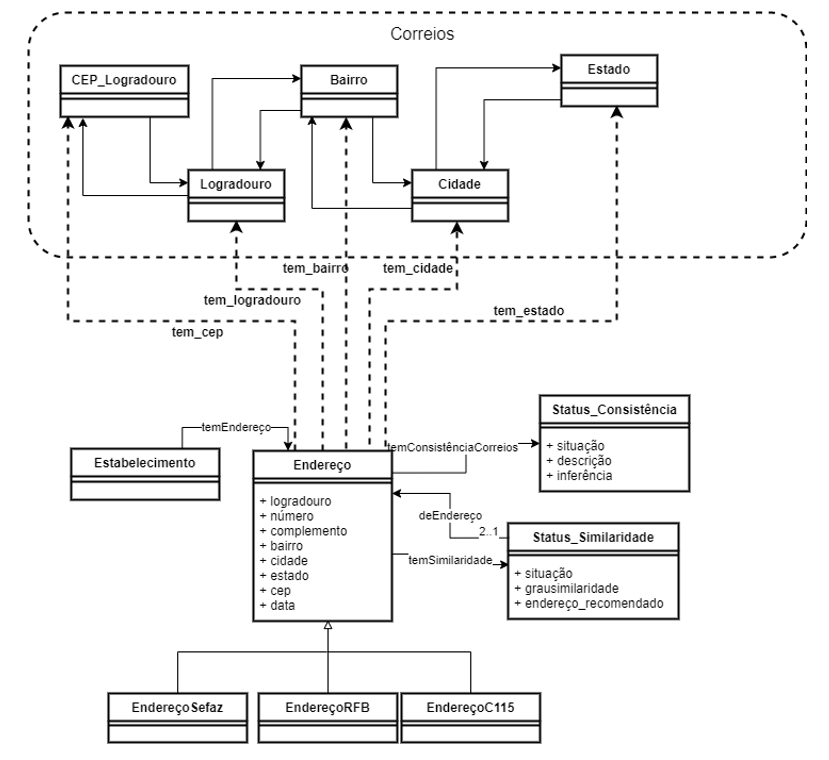 Correios
CEP_Logradouro
Bairro
Estado
Logradouro
Cidade
tem_bairro
tem_cidade
tem_logradouro
tem_estado
tem_cep
Status_Consistência
+ situação
+ descrição
+ inferência
temEndereço
temConsistênciaCorreios
Estabelecimento
Endereço
+ logradouro
+ número
+ complemento
+ bairro
+ cidade
+ estado
+ cep
+ data
deEndereço
2..1
Status_Similaridade
+ situação
+ grausimilaridade
+ endereço_recomendado
temSimilaridade
EndereçoSefaz
EndereçoRFB
EndereçoC115